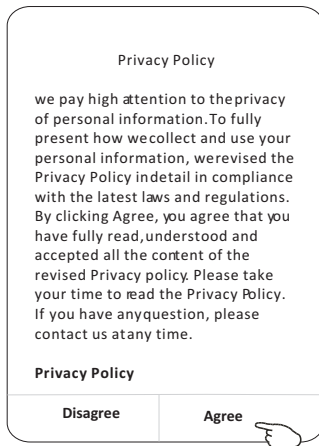 Privacy Policy
we pay high attention to theprivacy
of personal information.To fully
present how wecollect and use your
personal information, werevised the
Privacy Policy indetail in compliance
with the latest laws and regulations.
By clicking Agree, you agree that you
have fully read,understood and
accepted all the content of the
revised Privacy policy. Please take
your time to read the Privacy Policy.
If you have anyquestion, please
contact us atany time.
Privacy Policy
Disagree
Agree